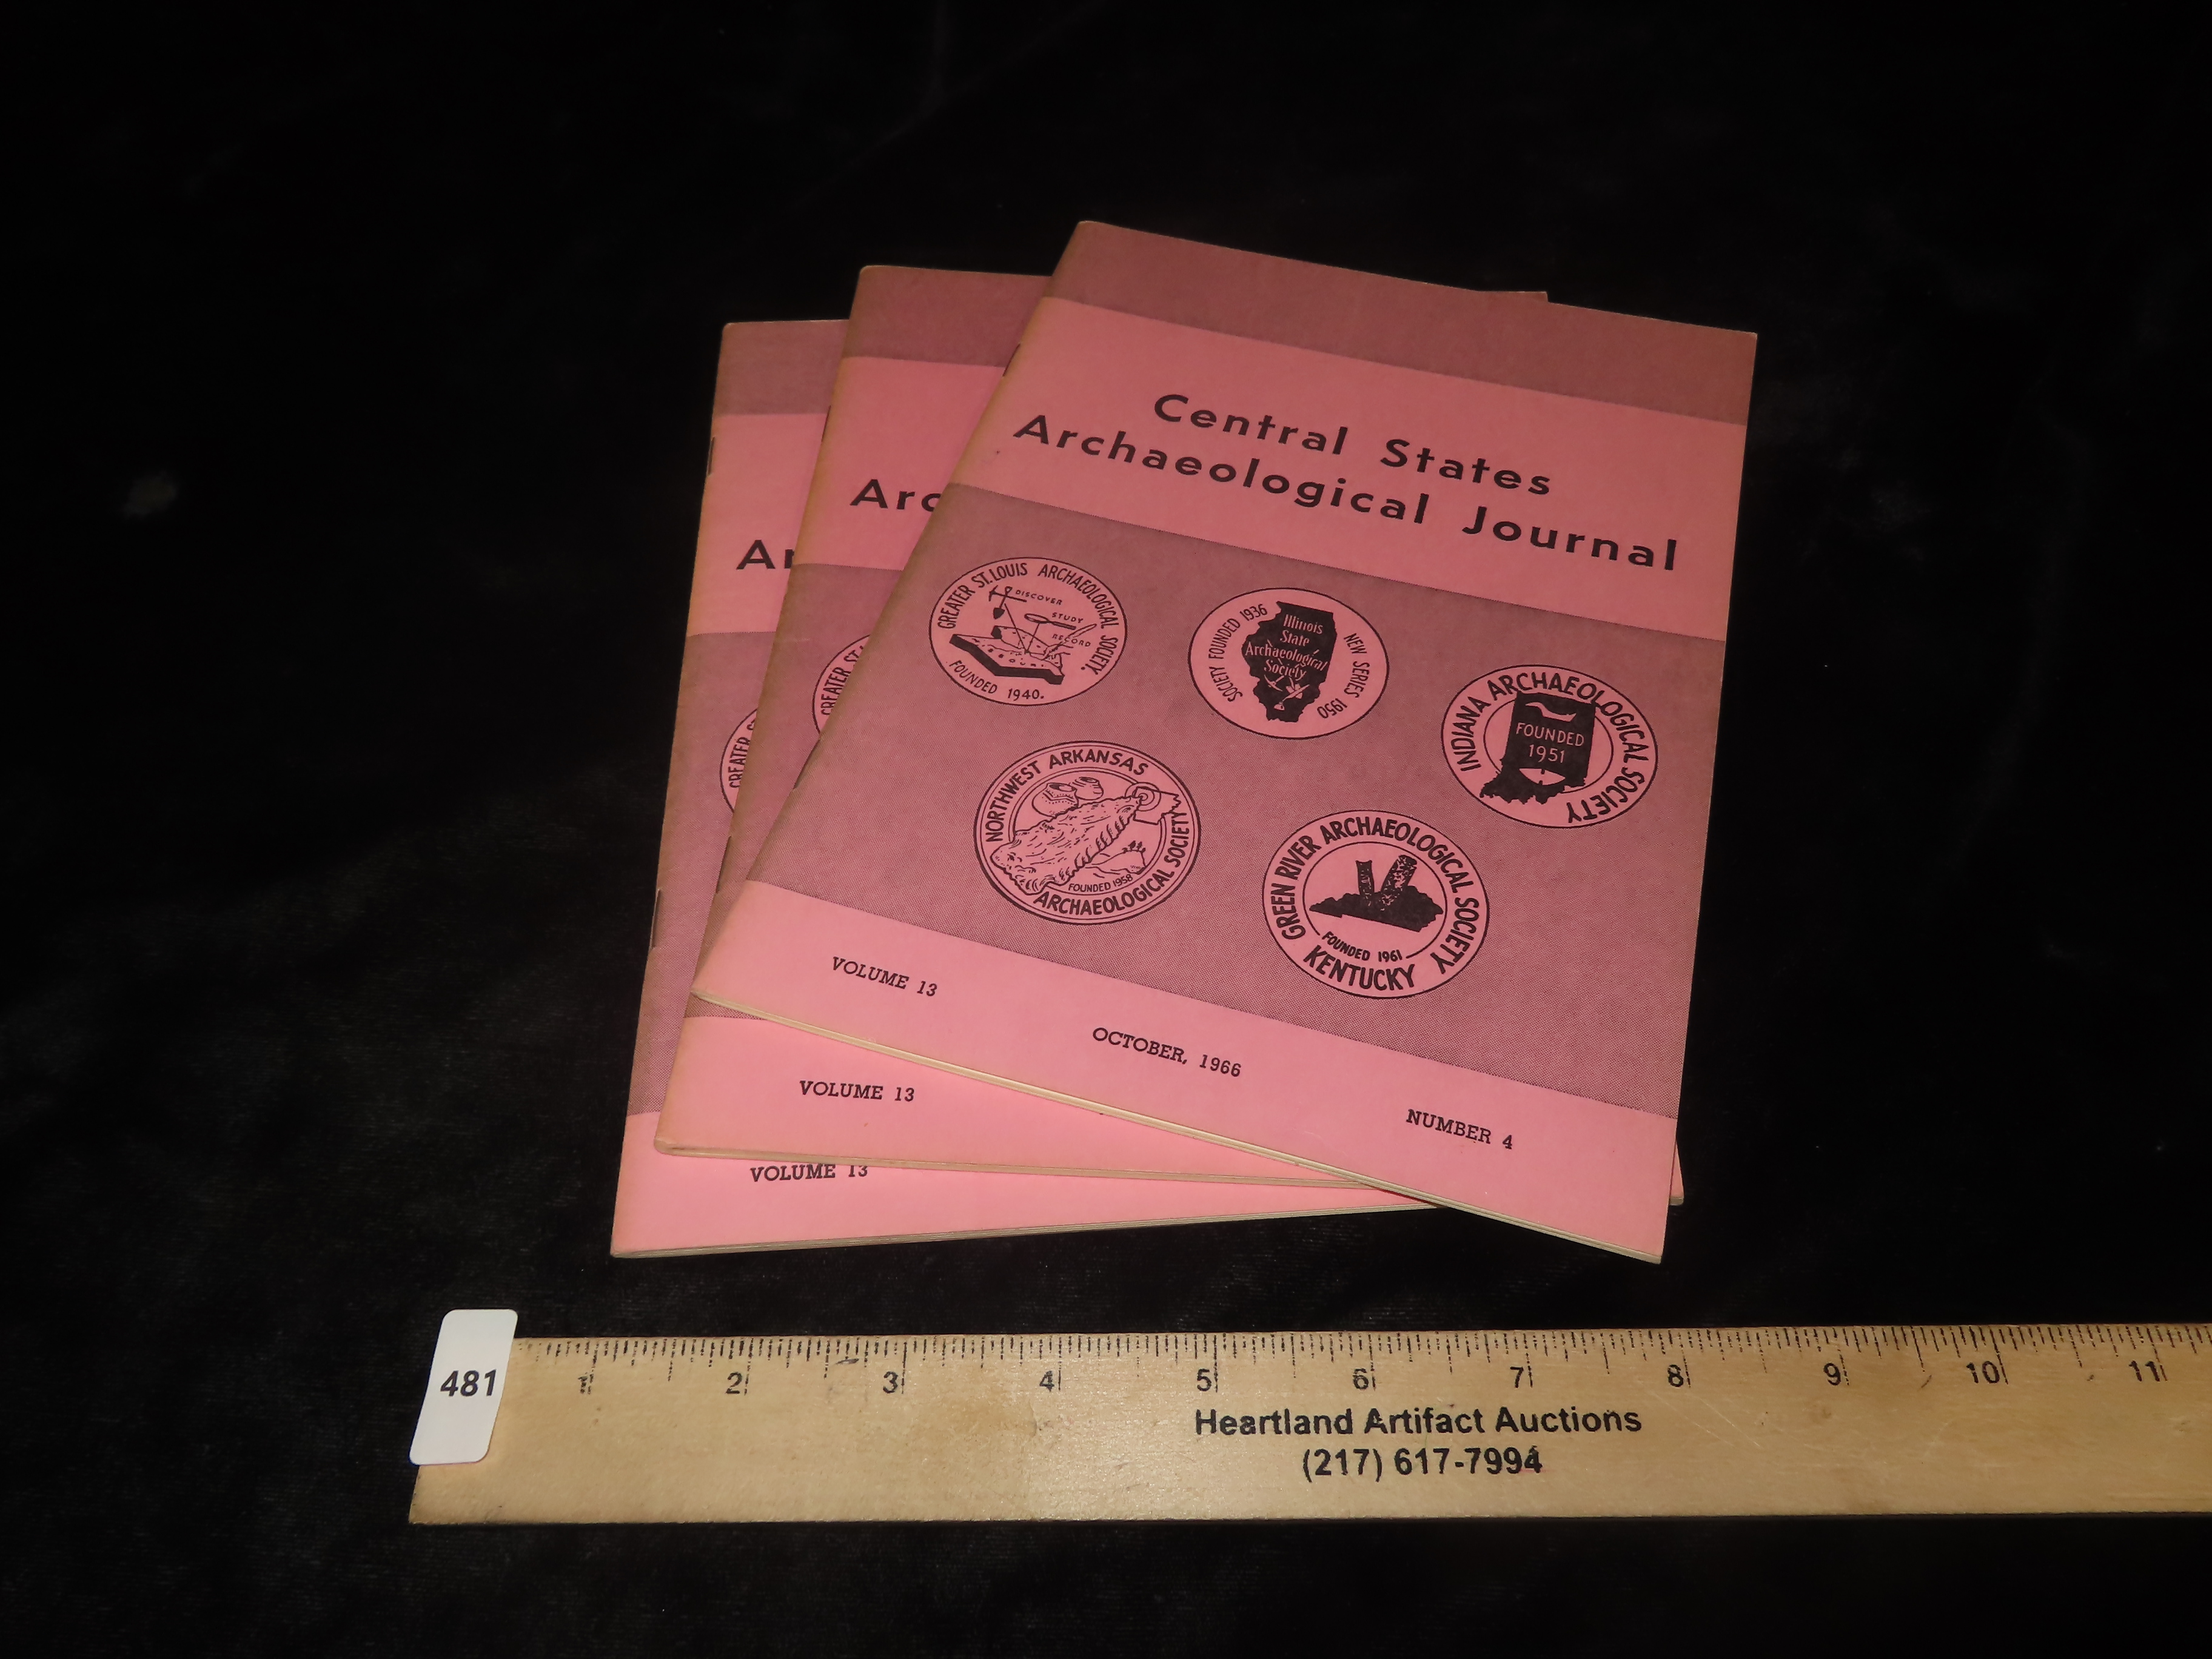 Central States
Archaeological Journal
GREATER ST. LOUIS ARCHAEOLOGICAL SOCIETY.
DISCOVER
STUDY
RECORD
FOUNDED 1940.
SOCIETY FOUNDED 1936
Illinois
State
Archaeological
Society
NEW SERIES 1950
INDIANA ARCHAEOLOGICAL SOCIETY
FOUNDED
1951
NORTHWEST ARKANSAS
FOUNDED 1958
ARCHAEOLOGICAL SOCIETY
GREEN RIVER ARCHAEOLOGICAL SOCIETY
FOUNDED 1961
KENTUCKY
VOLUME 13
OCTOBER, 1966
NUMBER 4
Arc
GREATER ST.
VOLUME 13
Ar
GREATER
VOLUME 13
481
1 2 3 4 5 6 7 8 9 10 11
Heartland Artifact Auctions
(217) 617-7994